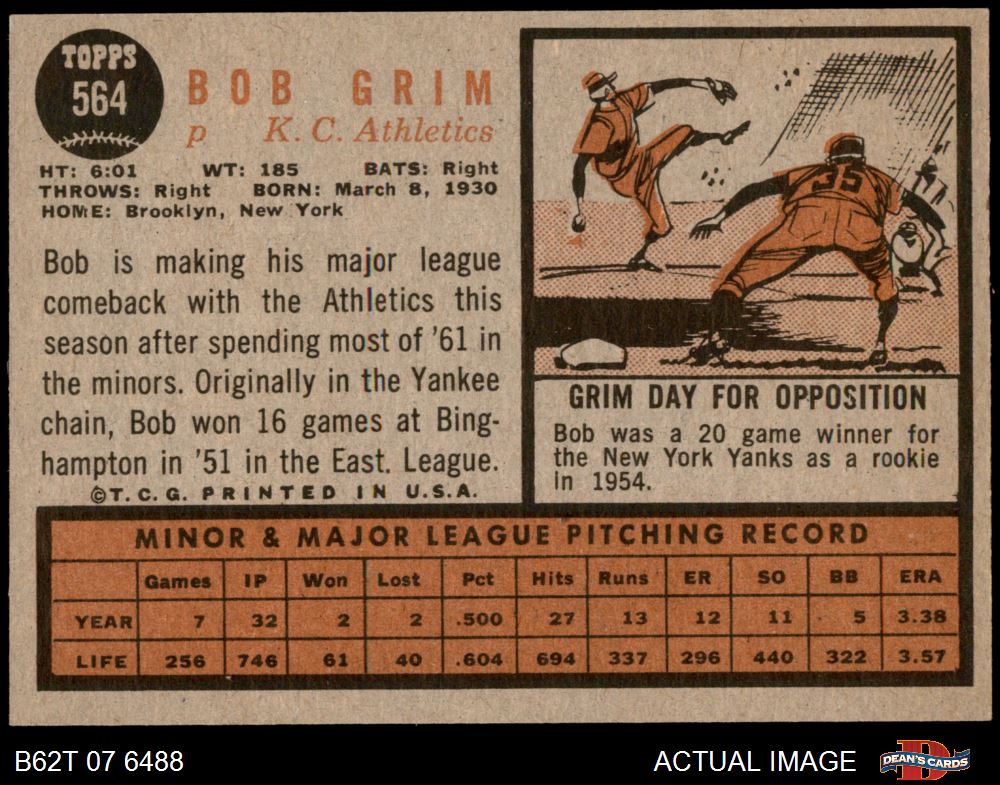 TOPPS
564
BOB GRIM
p K. C. Athletics
HT: 6:01 WT: 185 BATS: Right
THROWS: Right BORN: March 8, 1930
HOME: Brooklyn, New York
Bob is making his major league
comeback with the Athletics this
season after spending most of '61 in
the minors. Originally in the Yankee
chain, Bob won 16 games at Bing-
hampton in '51 in the East. League.
©T. C. G. PRINTED IN U.S.A.
35
GRIM DAY FOR OPPOSITION
Bob was a 20 game winner for
the New York Yanks as a rookie
in 1954.
MINOR & MAJOR LEAGUE PITCHING RECORD
Games IP Won Lost Pct Hits Runs ER SO BB ERA
YEAR 7 32 2 2 .500 27 13 12 11 5 3.38
LIFE 256 746 61 40 .604 694 337 296 440 322 3.57
B62T 07 6488 ACTUAL IMAGE
D
DEAN'S CARDS